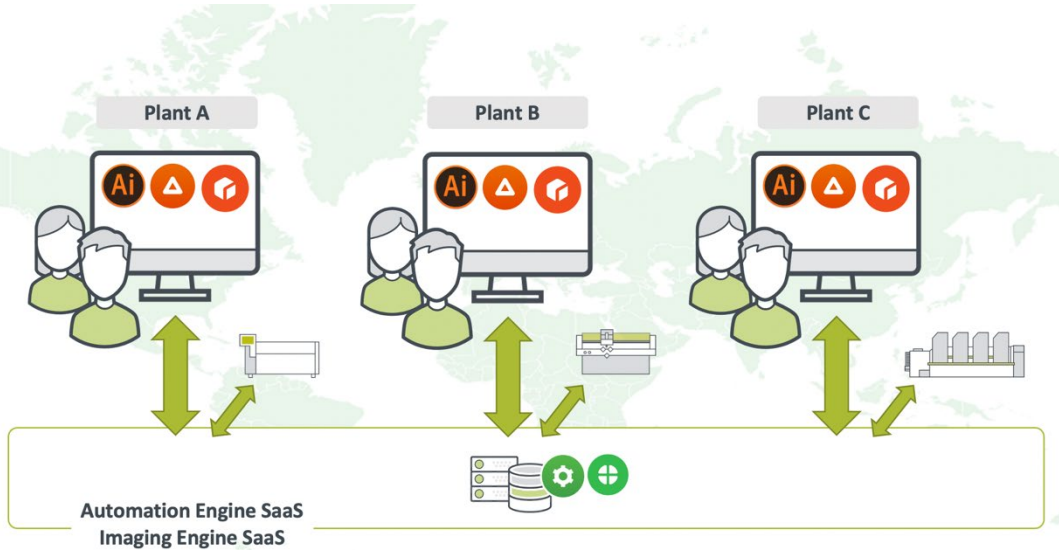 Plant A
Plant B
Plant C
Ai
Ai
Ai
Automation Engine SaaS
Imaging Engine SaaS